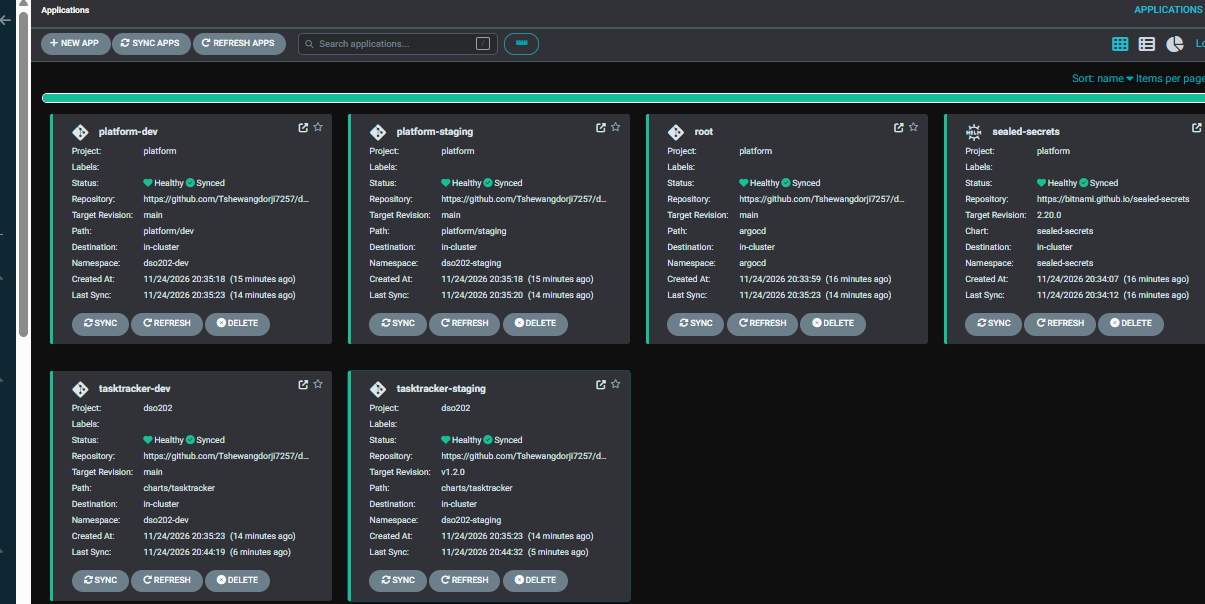 Applications
APPLICATIONS
NEW APP SYNC APPS REFRESH APPS Search applications... /
Sort: name Items per page
platform-dev
Project: platform
Labels:
Status: Healthy Synced
Repository: https://github.com/Tshewangdorji7257/d...
Target Revision: main
Path: platform/dev
Destination: in-cluster
Namespace: dso202-dev
Created At: 11/24/2026 20:35:18 (15 minutes ago)
Last Sync: 11/24/2026 20:35:23 (14 minutes ago)
SYNC REFRESH DELETE
platform-staging
Project: platform
Labels:
Status: Healthy Synced
Repository: https://github.com/Tshewangdorji7257/d...
Target Revision: main
Path: platform/staging
Destination: in-cluster
Namespace: dso202-staging
Created At: 11/24/2026 20:35:18 (15 minutes ago)
Last Sync: 11/24/2026 20:35:20 (14 minutes ago)
SYNC REFRESH DELETE
root
Project: platform
Labels:
Status: Healthy Synced
Repository: https://github.com/Tshewangdorji7257/d...
Target Revision: main
Path: argocd
Destination: in-cluster
Namespace: argocd
Created At: 11/24/2026 20:33:59 (16 minutes ago)
Last Sync: 11/24/2026 20:35:23 (14 minutes ago)
SYNC REFRESH DELETE
HELM sealed-secrets
Project: platform
Labels:
Status: Healthy Synced
Repository: https://bitnami.github.io/sealed-secrets
Target Revision: 2.20.0
Chart: sealed-secrets
Destination: in-cluster
Namespace: sealed-secrets
Created At: 11/24/2026 20:34:07 (16 minutes ago)
Last Sync: 11/24/2026 20:34:12 (16 minutes ago)
SYNC REFRESH DELETE
tasktracker-dev
Project: dso202
Labels:
Status: Healthy Synced
Repository: https://github.com/Tshewangdorji7257/d...
Target Revision: main
Path: charts/tasktracker
Destination: in-cluster
Namespace: dso202-dev
Created At: 11/24/2026 20:35:23 (14 minutes ago)
Last Sync: 11/24/2026 20:44:19 (6 minutes ago)
SYNC REFRESH DELETE
tasktracker-staging
Project: dso202
Labels:
Status: Healthy Synced
Repository: https://github.com/Tshewangdorji7257/d...
Target Revision: v1.2.0
Path: charts/tasktracker
Destination: in-cluster
Namespace: dso202-staging
Created At: 11/24/2026 20:35:23 (14 minutes ago)
Last Sync: 11/24/2026 20:44:32 (5 minutes ago)
SYNC REFRESH DELETE